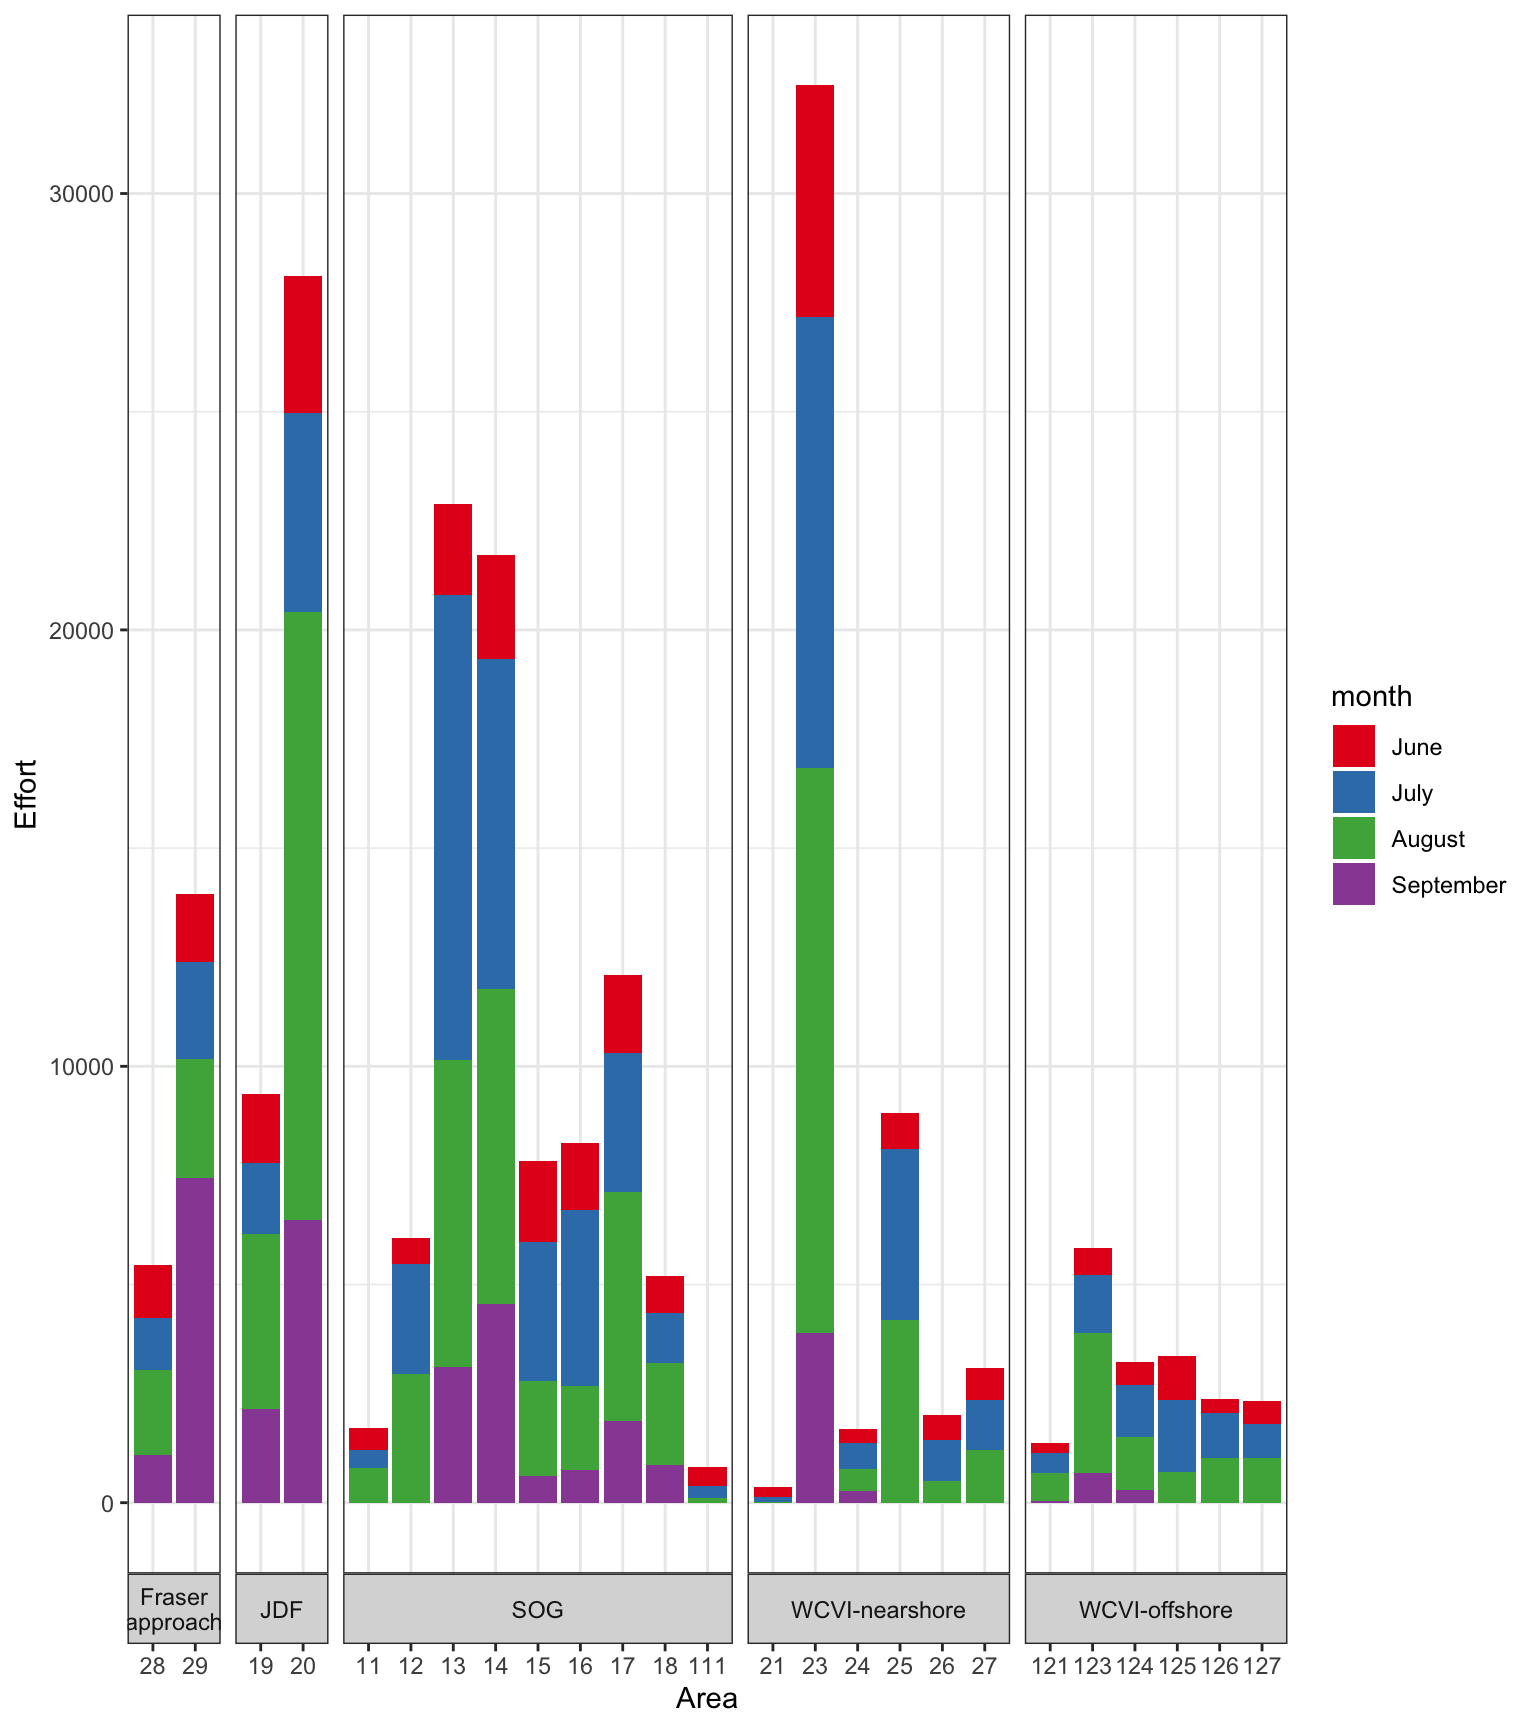 Effort
30000
20000
10000
0
Fraser
approach
JDF
SOG
WCVI-nearshore
WCVI-offshore
28 29 19 20 11 12 13 14 15 16 17 18 111 21 23 24 25 26 27 121 123 124 125 126 127
Area
month
June
July
August
September